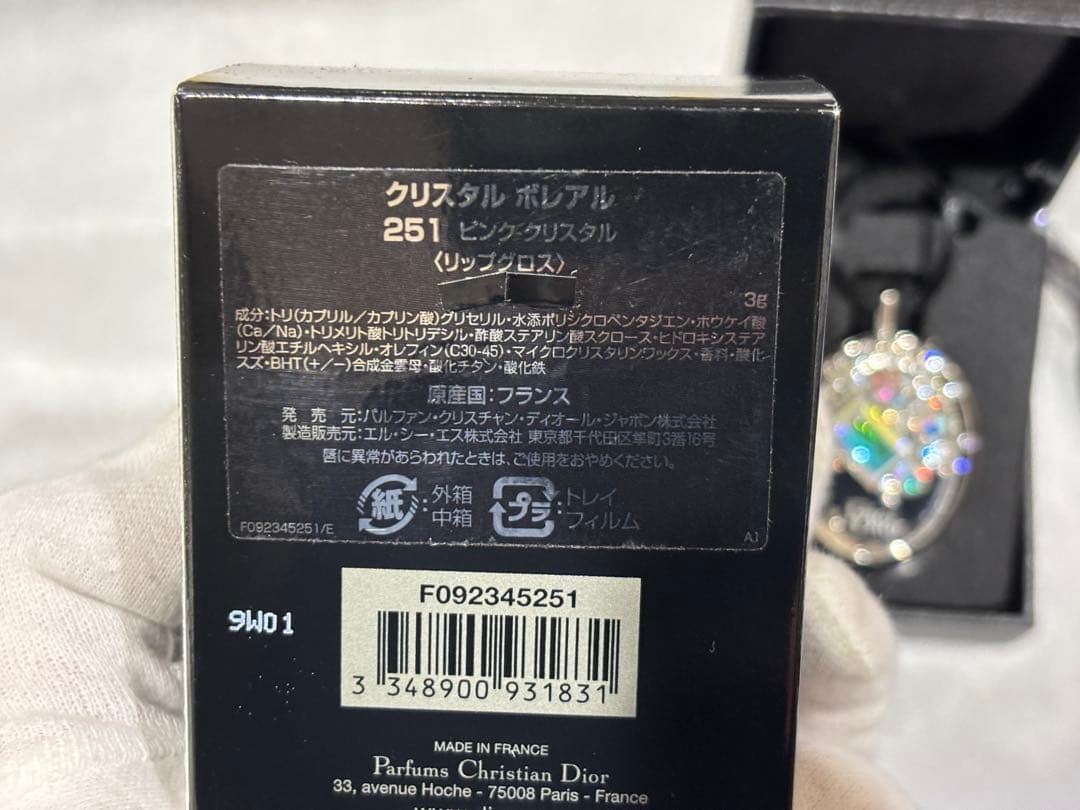 クリスタル ボレアル
251 ピンククリスタル
〈リップグロス〉
3g
成分:トリ(カプリル/カプリン酸)グリセリル・水添ポリシクロペンタジエン・ホウケイ酸
(Ca/Na)・トリメリト酸トリトリデシル・酢酸ステアリン酸スクロース・ヒドロキシステア
リン酸エチルヘキシル・オレフィン(C30-45)・マイクロクリスタリンワックス・香料・酸化
スズ・BHT(+/−)合成金雲母・酸化チタン・酸化鉄
原産国:フランス
発 売 元:パルファン・クリスチャン・ディオール・ジャポン株式会社
製造販売元:エル・シー・エス株式会社 東京都千代田区隼町3番16号
唇に異常があらわれたときは、ご使用をおやめください。
紙 :外箱
中箱
プラ :トレイ
フィルム
F092345251/E
A1
F092345251
9W01
3 348900 931831
MADE IN FRANCE
Parfums Christian Dior
33, avenue Hoche - 75008 Paris - France